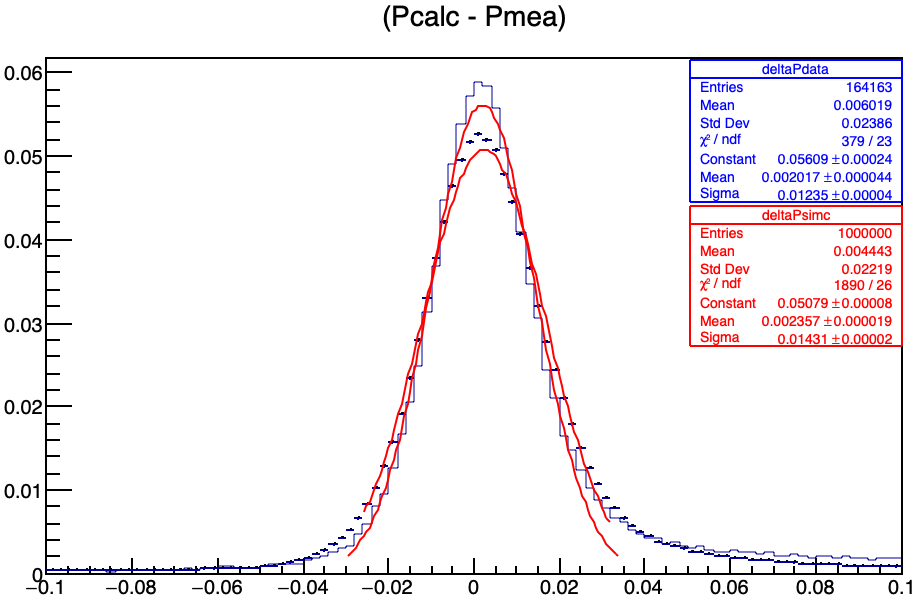 (Pcalc - Pmea)
deltaPdata
Entries 164163
Mean 0.006019
Std Dev 0.02386
χ² / ndf 379 / 23
Constant 0.05609 ± 0.00024
Mean 0.002017 ± 0.000044
Sigma 0.01235 ± 0.00004
deltaPsimc
Entries 1000000
Mean 0.004443
Std Dev 0.02219
χ² / ndf 1890 / 26
Constant 0.05079 ± 0.00008
Mean 0.002357 ± 0.000019
Sigma 0.01431 ± 0.00002
0.06
0.05
0.04
0.03
0.02
0.01
0
−0.1 −0.08 −0.06 −0.04 −0.02 0 0.02 0.04 0.06 0.08 0.1